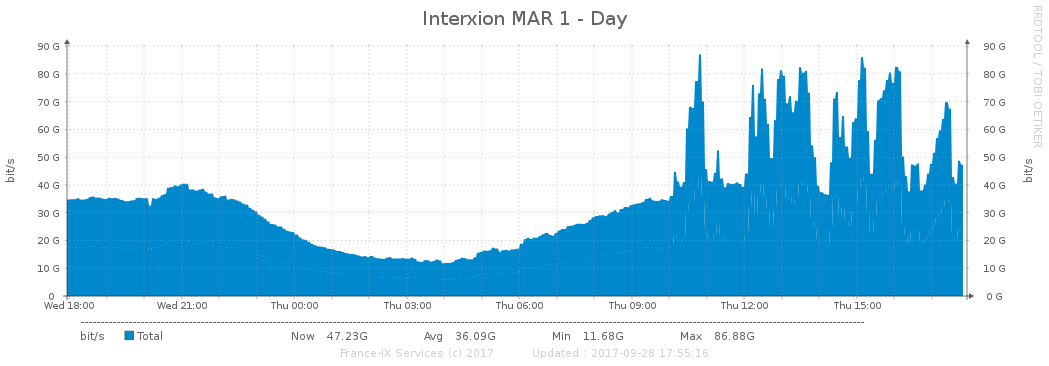 Interxion MAR 1 - Day
RRDTOOL / TOBI OETIKER
90 G 90 G
80 G 80 G
70 G 70 G
60 G 60 G
50 G 50 G
40 G 40 G
30 G 30 G
20 G 20 G
10 G 10 G
0 0 G
bit/s
bit/s
Wed 18:00 Wed 21:00 Thu 00:00 Thu 03:00 Thu 06:00 Thu 09:00 Thu 12:00 Thu 15:00
bit/s Total Now 47.23G Avg 36.09G Min 11.68G Max 86.88G
France-IX Services (c) 2017 Updated : 2017-09-28 17:55:16